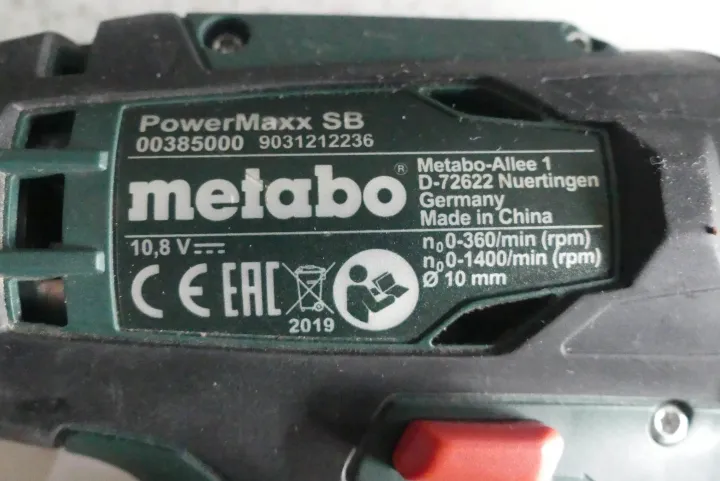 PowerMaxx SB
00385000 9031212236
metabo®
Metabo-Allee 1
D-72622 Nuertingen
Germany
Made in China
10,8 V ⎓
n₀ 0-360/min (rpm)
n₀ 0-1400/min (rpm)
Ø 10 mm
CE EAC
2019